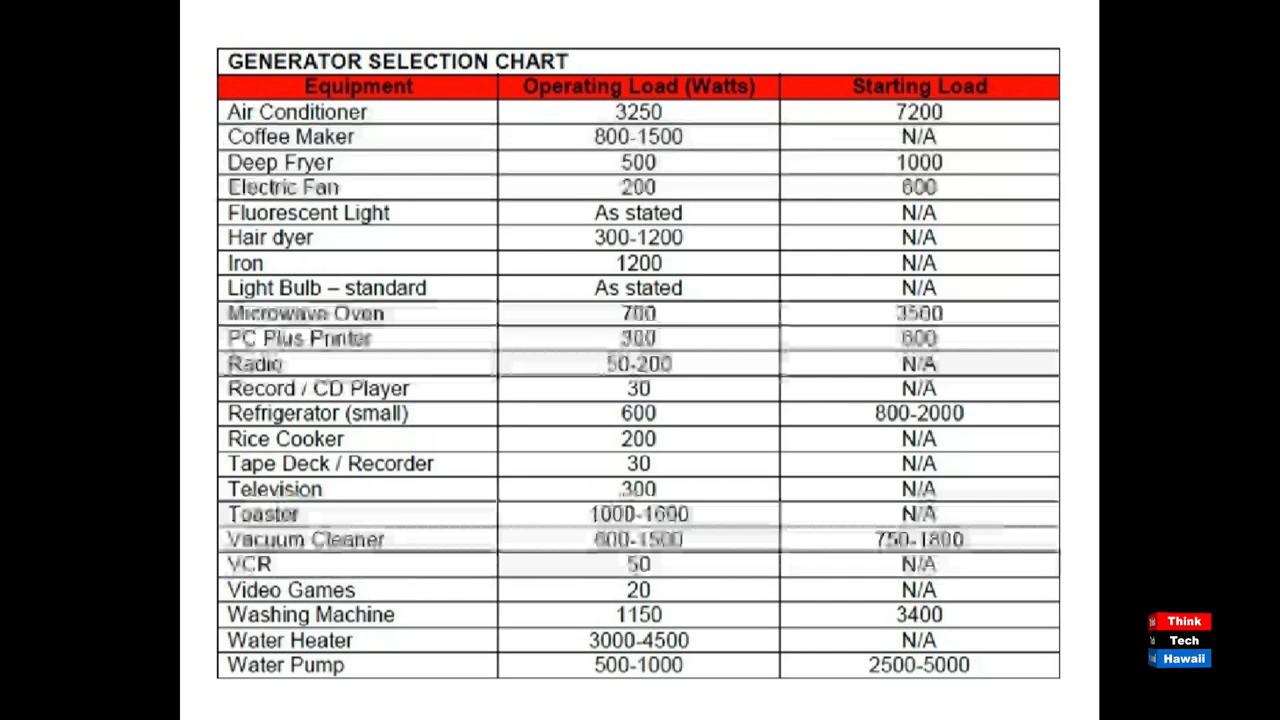 GENERATOR SELECTION CHART
Equipment Operating Load (Watts) Starting Load
Air Conditioner 3250 7200
Coffee Maker 800-1500 N/A
Deep Fryer 500 1000
Electric Fan 200 600
Fluorescent Light As stated N/A
Hair dyer 300-1200 N/A
Iron 1200 N/A
Light Bulb – standard As stated N/A
Microwave Oven 700 3500
PC Plus Printer 300 600
Radio 50-200 N/A
Record / CD Player 30 N/A
Refrigerator (small) 600 800-2000
Rice Cooker 200 N/A
Tape Deck / Recorder 30 N/A
Television 300 N/A
Toaster 1000-1600 N/A
Vacuum Cleaner 600-1500 750-1800
VCR 50 N/A
Video Games 20 N/A
Washing Machine 1150 3400
Water Heater 3000-4500 N/A
Water Pump 500-1000 2500-5000
Think
Tech
Hawaii